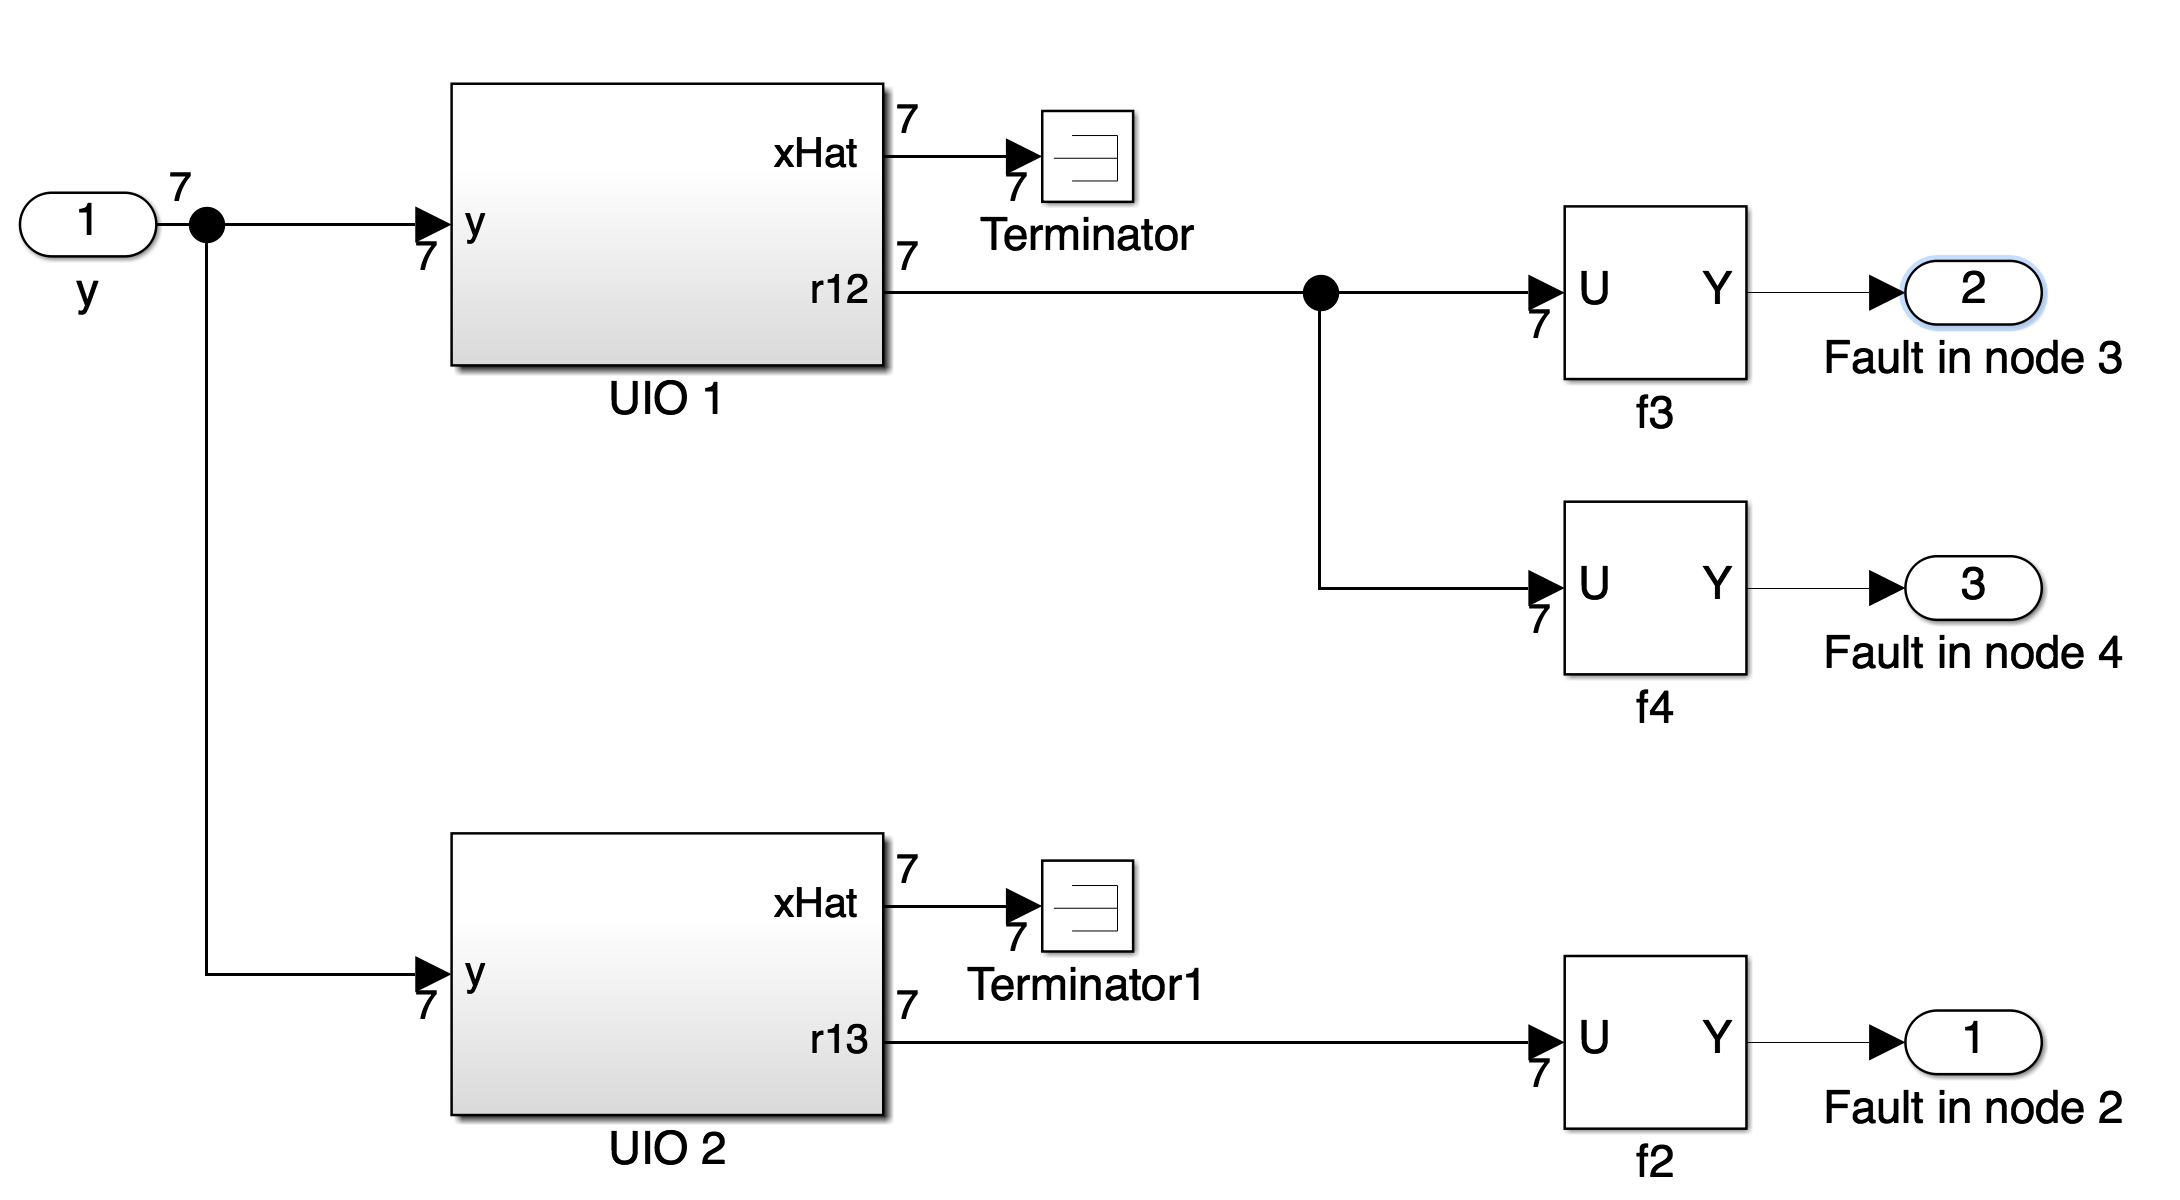 7
xHat
7
Terminator
1
y
7
7
y
r12
7
UIO 1
U
Y
7
f3
2
Fault in node 3
U
Y
7
f4
3
Fault in node 4
7
xHat
7
Terminator1
y
7
r13
7
UIO 2
U
Y
7
f2
1
Fault in node 2